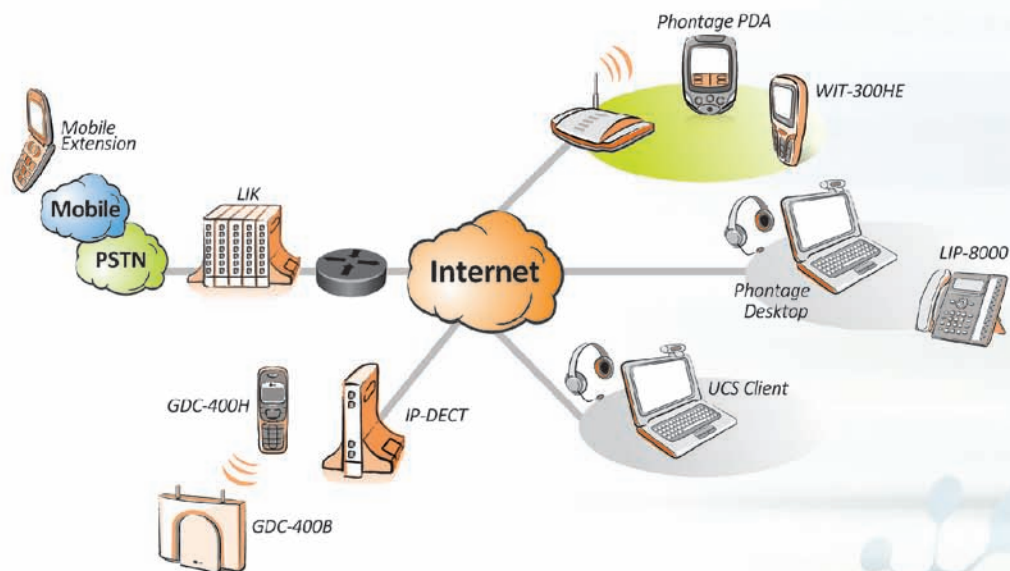 Phontage PDA
WIT-300HE
Mobile
Extension
LIK
Mobile
PSTN
Internet
LIP-8000
Phontage
Desktop
GDC-400H
IP-DECT
UCS Client
GDC-400B